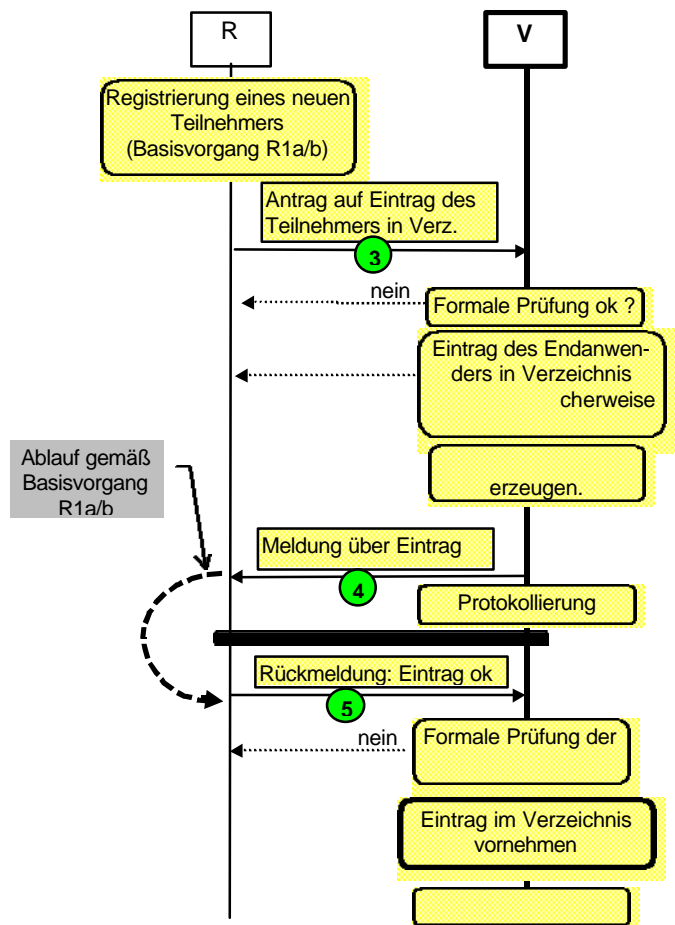 R
V
Registrierung eines neuen
Teilnehmers
(Basisvorgang R1a/b)
Antrag auf Eintrag des
Teilnehmers in Verz.
3
nein
Formale Prüfung ok ?
Eintrag des Endanwen-
ders in Verzeichnis
cherweise
erzeugen.
Ablauf gemäß
Basisvorgang
R1a/b
Meldung über Eintrag
4
Protokollierung
Rückmeldung: Eintrag ok
5
nein
Formale Prüfung der
Eintrag im Verzeichnis
vornehmen